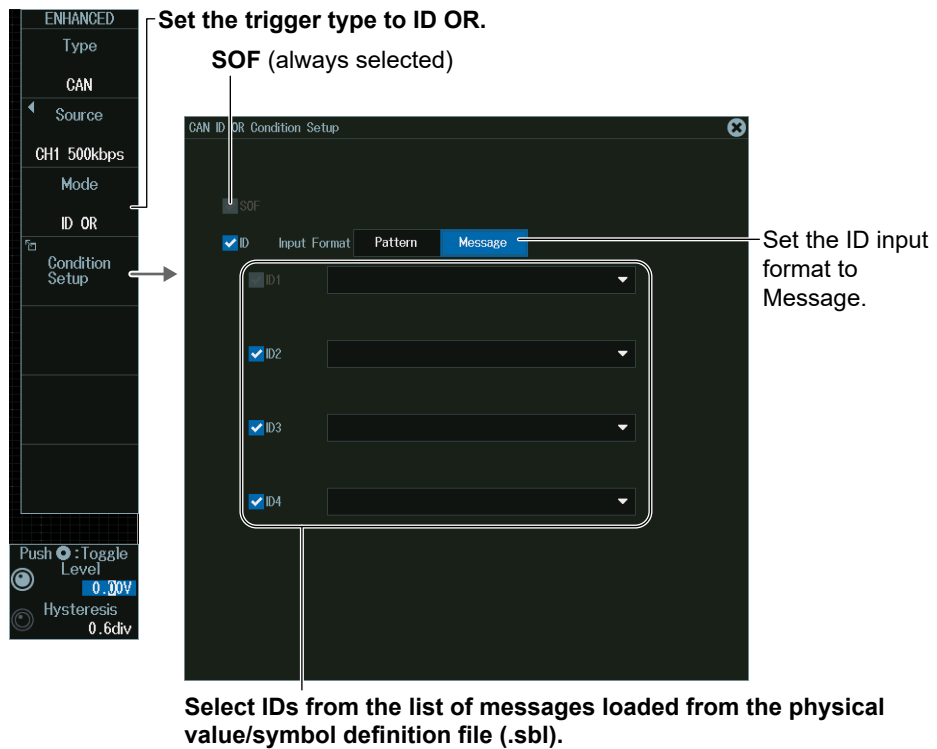 ENHANCED
Type
CAN
Source
CH1 500kbps
Mode
ID OR
Condition
Setup
Push :Toggle
Level
0.00V
Hysteresis
0.6div
Set the trigger type to ID OR.
SOF (always selected)
CAN ID OR Condition Setup
SOF
ID Input Format Pattern Message
ID1
ID2
ID3
ID4
Set the ID input
format to
Message.
Select IDs from the list of messages loaded from the physical
value/symbol definition file (.sbl).